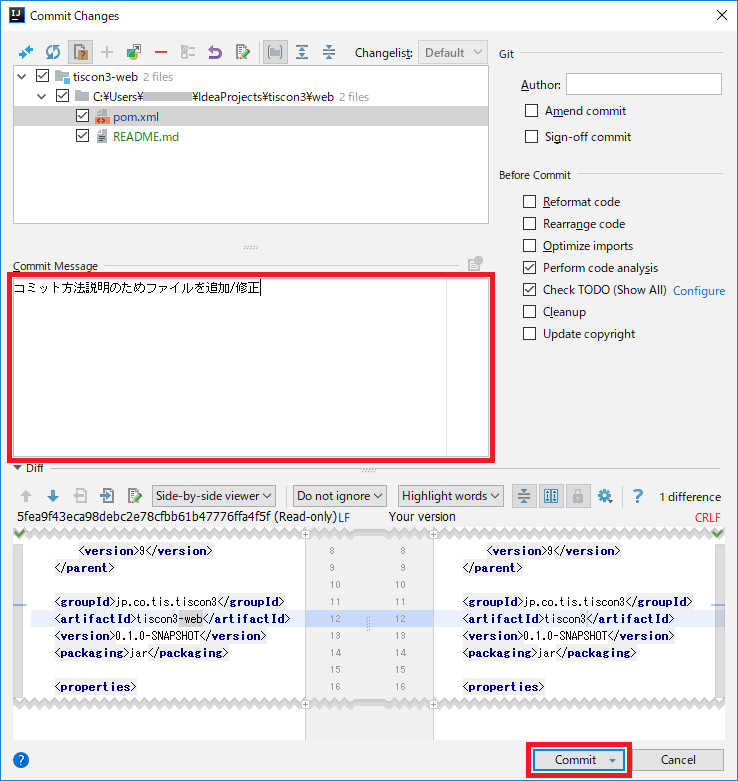 Commit Changes
Changelist: Default
tiscon3-web 2 files
C:¥Users¥ ¥IdeaProjects¥tiscon3¥web 2 files
pom.xml
README.md
Git
Author:
Amend commit
Sign-off commit
Before Commit
Reformat code
Rearrange code
Optimize imports
Perform code analysis
Check TODO (Show All) Configure
Cleanup
Update copyright
Commit Message
コミット方法説明のためファイルを追加/修正
Diff
Side-by-side viewer Do not ignore Highlight words ? 1 difference
5fea9f43eca98debc2e78cfbb61b47776ffa4f5f (Read-only) LF Your version CRLF
<version>9</version> 8 8 <version>9</version>
</parent> 9 9 </parent>
10 10
<groupId>jp.co.tis.tiscon3</groupId> 11 11 <groupId>jp.co.tis.tiscon3</groupId>
<artifactId>tiscon3-web</artifactId> 12 12 <artifactId>tiscon3</artifactId>
<version>0.1.0-SNAPSHOT</version> 13 13 <version>0.1.0-SNAPSHOT</version>
<packaging>jar</packaging> 14 14 <packaging>jar</packaging>
15 15
<properties> 16 16 <properties>
? Commit Cancel